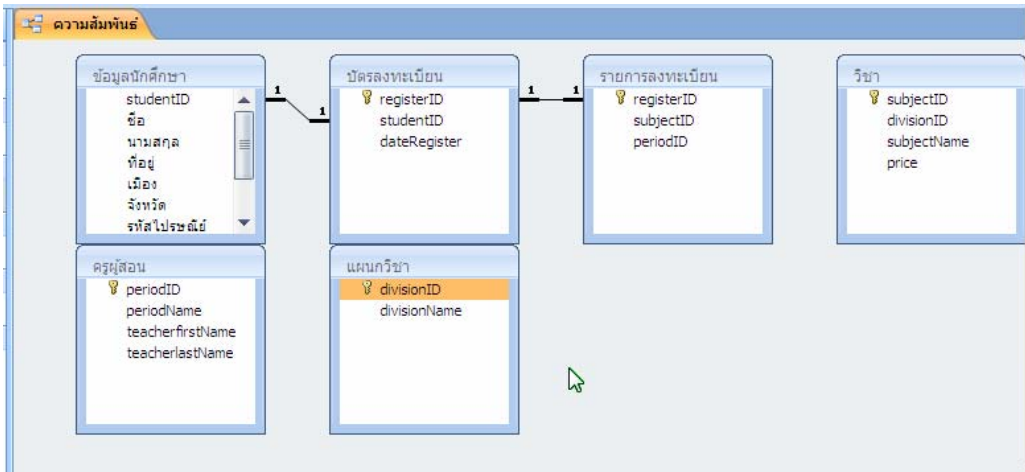 ความสัมพันธ์
ข้อมูลนักศึกษา
studentID
ชื่อ
นามสกุล
ที่อยู่
เมือง
จังหวัด
รหัสไปรษณีย์
1
1
บัตรลงทะเบียน
registerID
studentID
dateRegister
1
1
รายการลงทะเบียน
registerID
subjectID
periodID
วิชา
subjectID
divisionID
subjectName
price
ครูผู้สอน
periodID
periodName
teacherfirstName
teacherlastName
แผนกวิชา
divisionID
divisionName